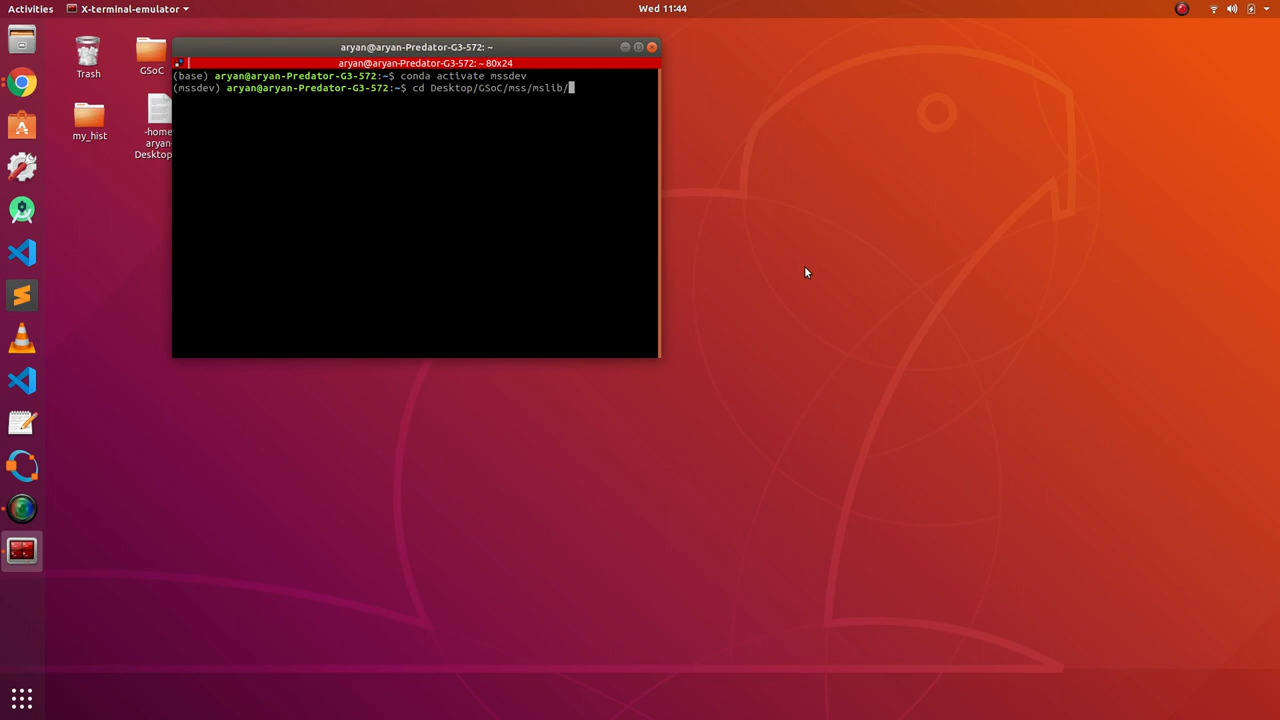 Activities X-terminal-emulator Wed 11:44
Trash
GSoC
my_hist
-home
aryan-
Desktop
aryan@aryan-Predator-G3-572: ~
aryan@aryan-Predator-G3-572: ~ 80x24
(base) aryan@aryan-Predator-G3-572:~$ conda activate mssdev
(mssdev) aryan@aryan-Predator-G3-572:~$ cd Desktop/GSoC/mss/mslib/